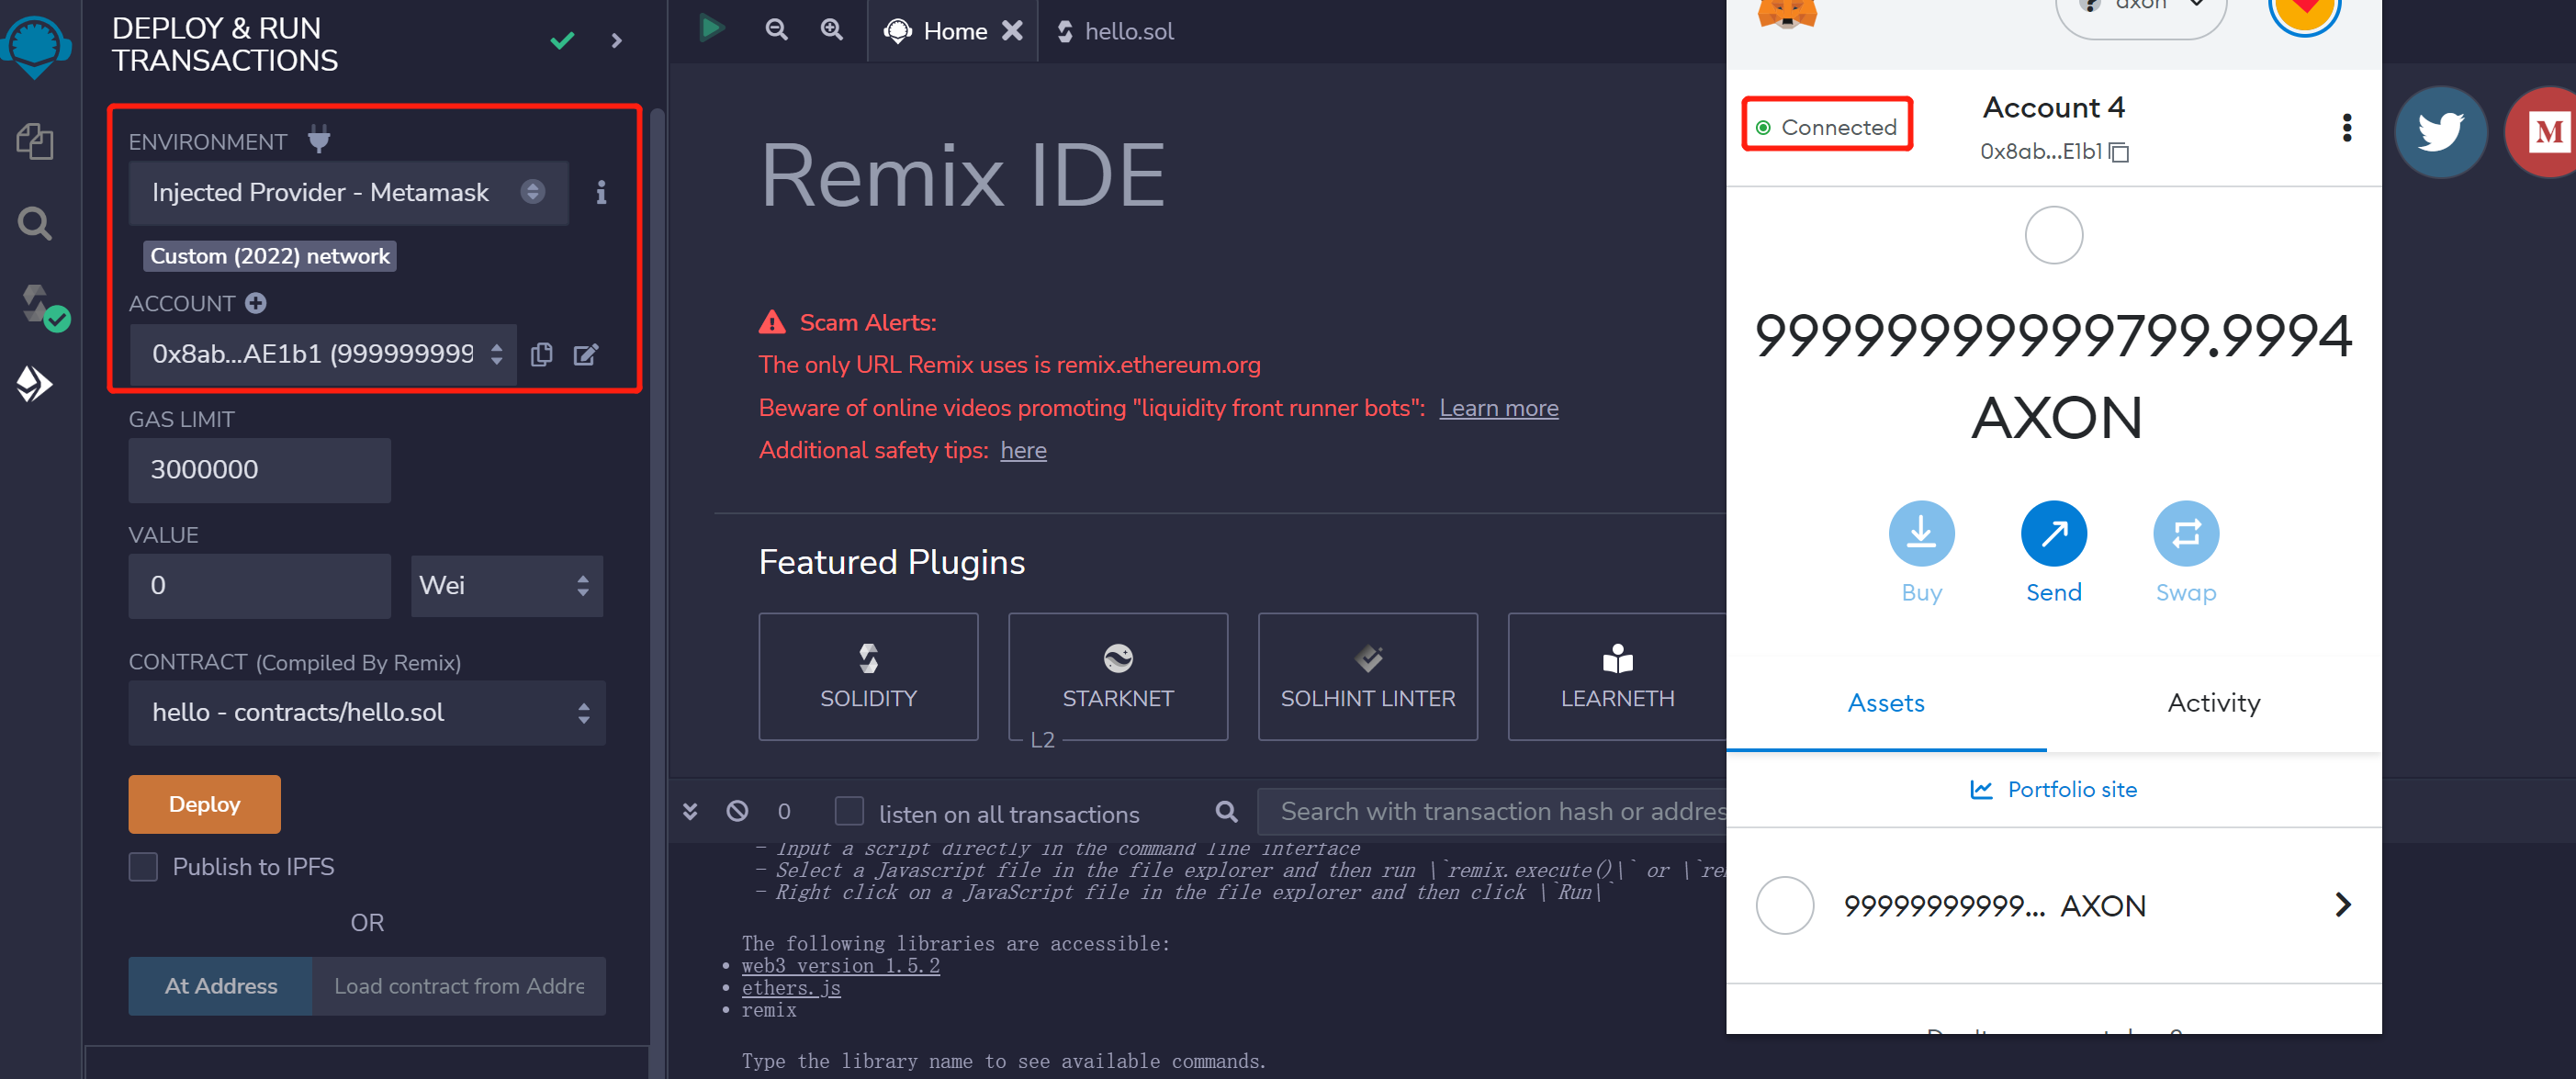 DEPLOY & RUN
TRANSACTIONS
ENVIRONMENT
Injected Provider - Metamask
Custom (2022) network
ACCOUNT
0x8ab...AE1b1 (999999999
GAS LIMIT
3000000
VALUE
0
Wei
CONTRACT (Compiled By Remix)
hello - contracts/hello.sol
Deploy
Publish to IPFS
OR
At Address
Load contract from Addre
Home
hello.sol
Remix IDE
Scam Alerts:
The only URL Remix uses is remix.ethereum.org
Beware of online videos promoting "liquidity front runner bots": Learn more
Additional safety tips: here
Featured Plugins
SOLIDITY
STARKNET
L2
SOLHINT LINTER
LEARNETH
0
listen on all transactions
Search with transaction hash or addres
- Input a script directly in the command line interface
- Select a Javascript file in the file explorer and then run \`remix.execute()\` or \`re
- Right click on a JavaScript file in the file explorer and then click \`Run\`
The following libraries are accessible:
• web3 version 1.5.2
• ethers.js
• remix
Type the library name to see available commands.
axon
Connected
Account 4
0x8ab...E1b1
99999999999799.9994
AXON
Buy
Send
Swap
Assets
Activity
Portfolio site
99999999999... AXON
M